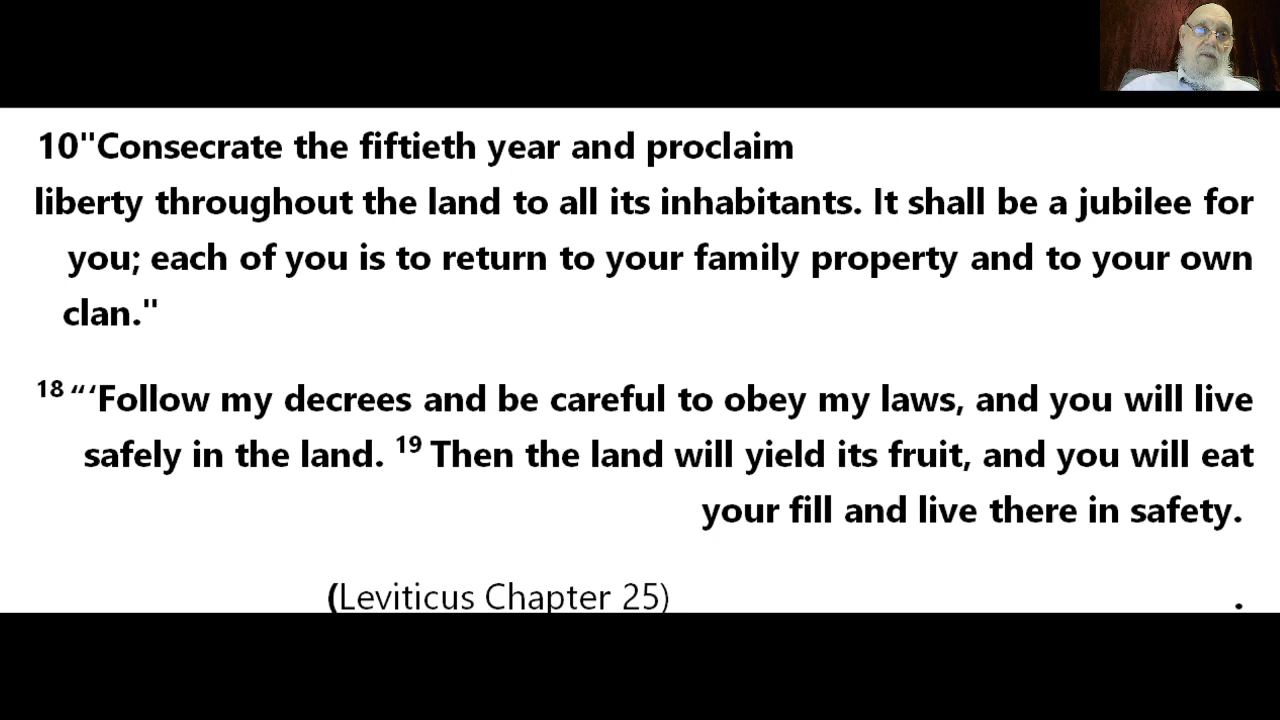 10"Consecrate the fiftieth year and proclaim
liberty throughout the land to all its inhabitants. It shall be a jubilee for
you; each of you is to return to your family property and to your own
clan."
18 “‘Follow my decrees and be careful to obey my laws, and you will live
safely in the land. 19 Then the land will yield its fruit, and you will eat
your fill and live there in safety.
(Leviticus Chapter 25) .